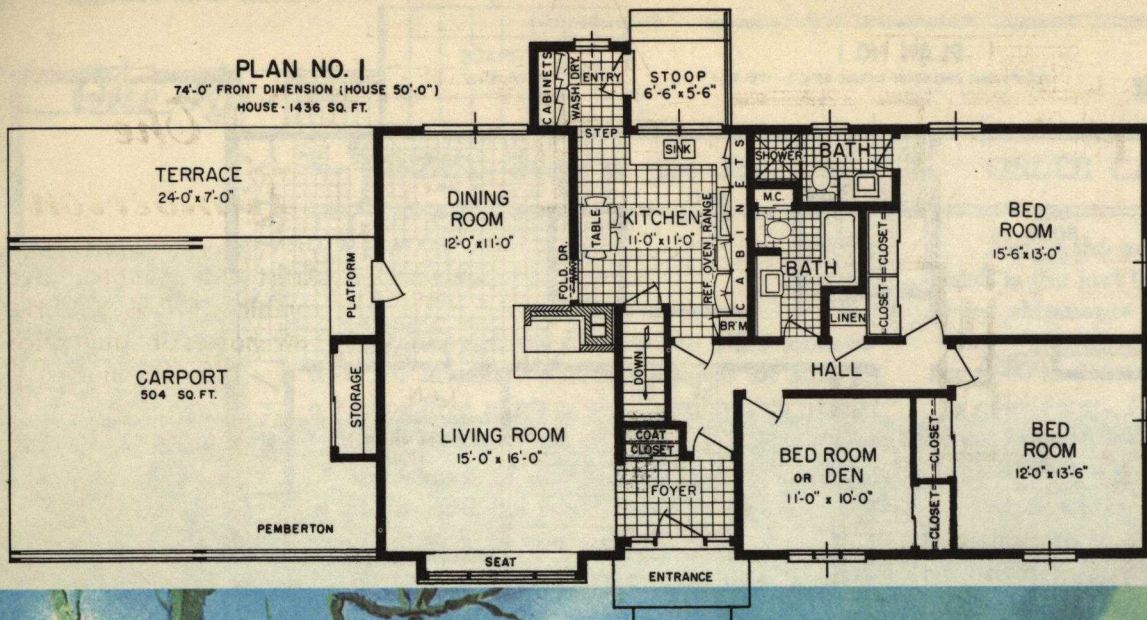 PLAN NO. 1
74'-0" FRONT DIMENSION (HOUSE 50'-0")
HOUSE - 1436 SQ. FT.
CABINETS
WASH. DRY.
ENTRY
STOOP
6'-6" x 5'-6"
STEP
TERRACE
24'-0" x 7'-0"
DINING
ROOM
12'-0" x 11'-0"
SINK
TABLE
KITCHEN
11'-0" x 11'-0"
FOLD. DR.
REF. OVEN RANGE
CABINETS
BR'M
SHOWER
BATH
M.C.
BATH
LINEN
CLOSET
CLOSET
BED
ROOM
15'-6" x 13'-0"
PLATFORM
CARPORT
504 SQ. FT.
STORAGE
PEMBERTON
LIVING ROOM
15'-0" x 16'-0"
SEAT
DOWN
COAT
CLOSET
FOYER
ENTRANCE
HALL
BED ROOM
OR DEN
11'-0" x 10'-0"
CLOSET
CLOSET
BED
ROOM
12'-0" x 13'-6"